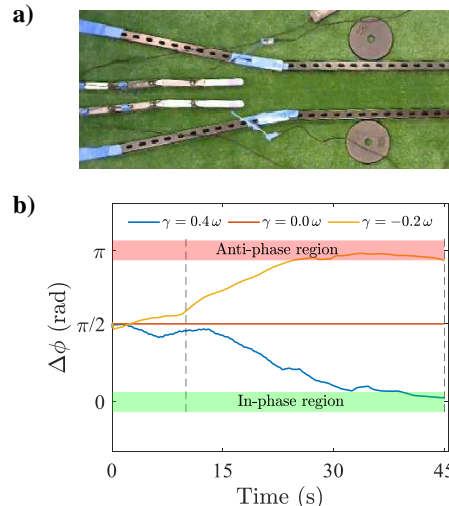 a)
b)
γ = 0.4 ω γ = 0.0 ω γ = −0.2 ω
π
Anti-phase region
Δϕ (rad)
π/2
In-phase region
0
0 15 30 45
Time (s)